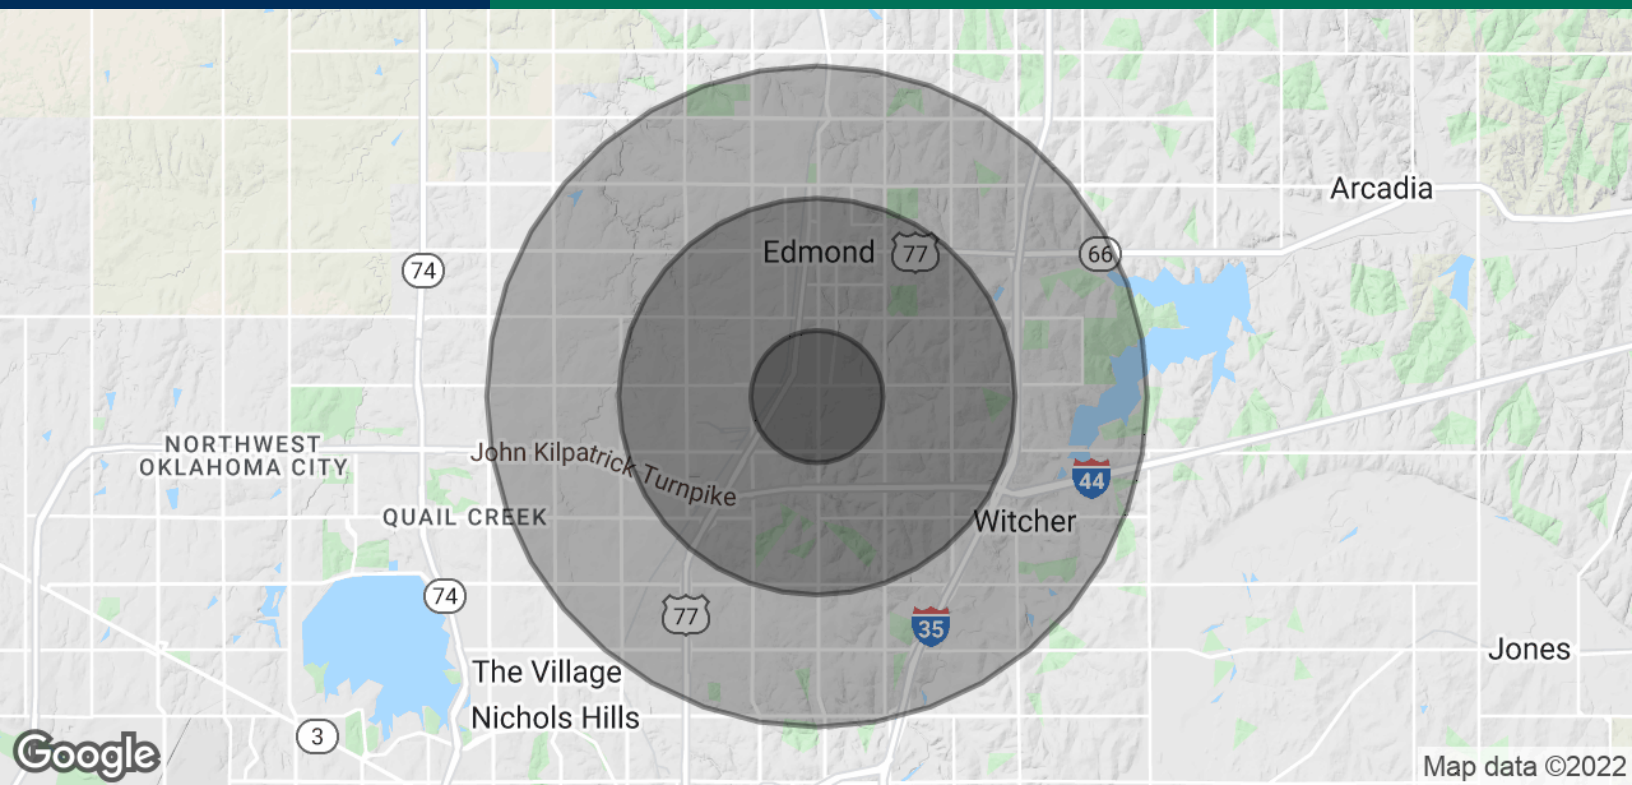 Arcadia
Edmond
77
66
74
NORTHWEST
OKLAHOMA CITY
John Kilpatrick Turnpike
44
QUAIL CREEK
Witcher
74
77
35
Jones
The Village
Nichols Hills
3
Google
Map data ©2022